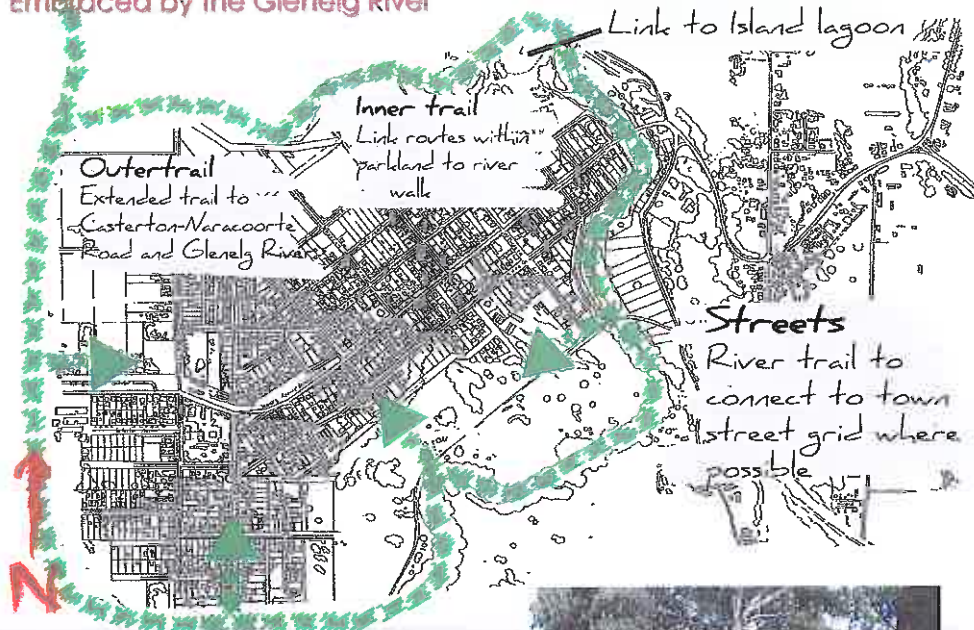 Embraced by the Glenelg River
Link to Island lagoon
Inner trail
Link routes within
parkland to river
walk
Outertrail
Extended trail to
Casterton-Naracoorte
Road and Glenelg River
Streets
River trail to
connect to town
street grid where
possible
N